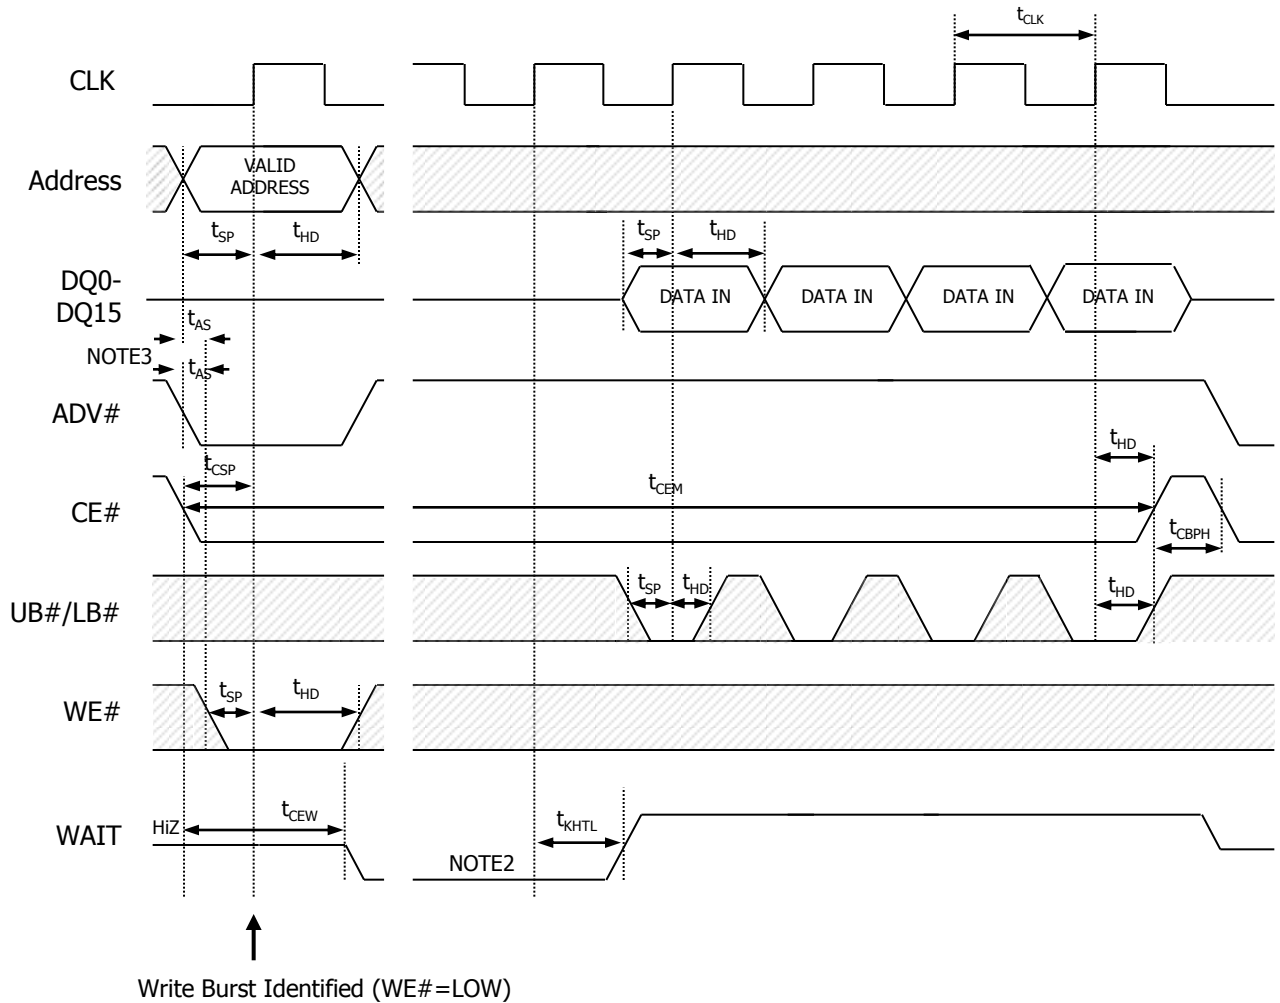 tCLK
CLK
Address
VALID
ADDRESS
tSP
tHD
tSP
tHD
DQ0-
DQ15
DATA IN
DATA IN
DATA IN
DATA IN
tAS
NOTE3
tAS
ADV#
tHD
tCSP
tCEM
CE#
tCBPH
UB#/LB#
tSP
tHD
tHD
WE#
tSP
tHD
HiZ
tCEW
tKHTL
WAIT
NOTE2
Write Burst Identified (WE#=LOW)